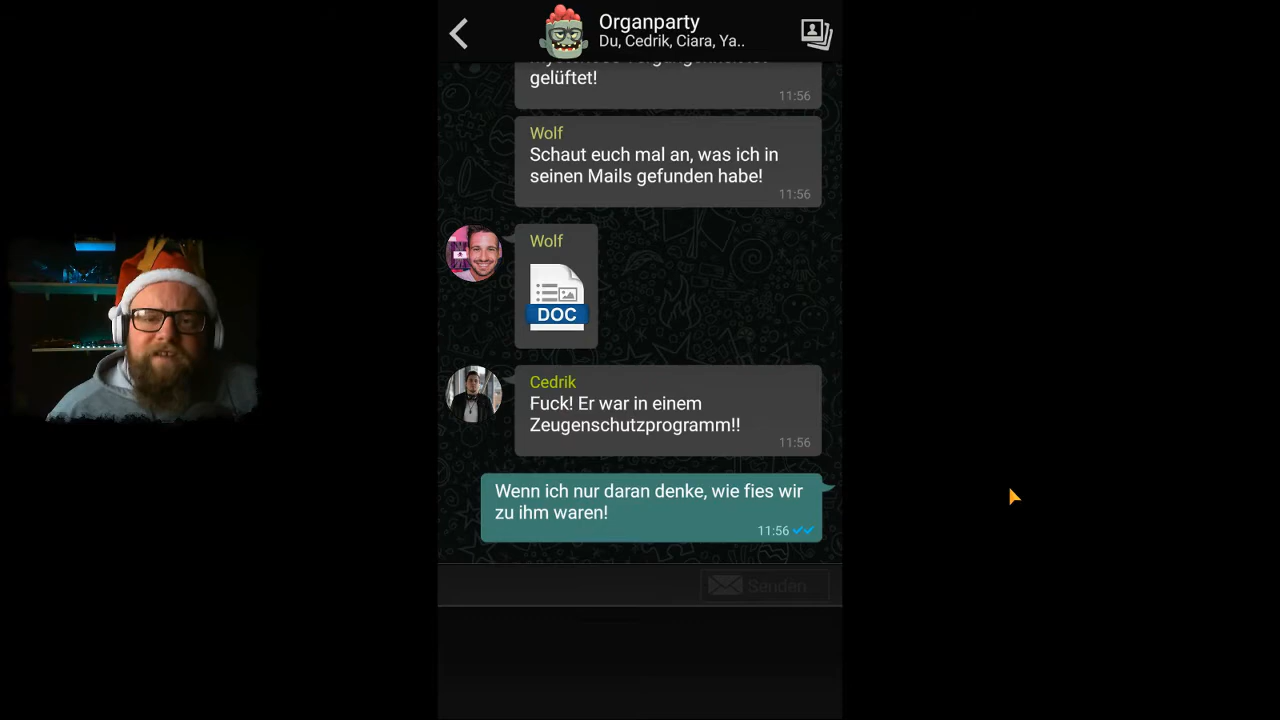 Organparty
Du, Cedrik, Ciara, Ya..
gelüftet!
11:56
Wolf
Schaut euch mal an, was ich in
seinen Mails gefunden habe!
11:56
Wolf
DOC
Cedrik
Fuck! Er war in einem
Zeugenschutzprogramm!!
11:56
Wenn ich nur daran denke, wie fies wir
zu ihm waren!
11:56
Senden